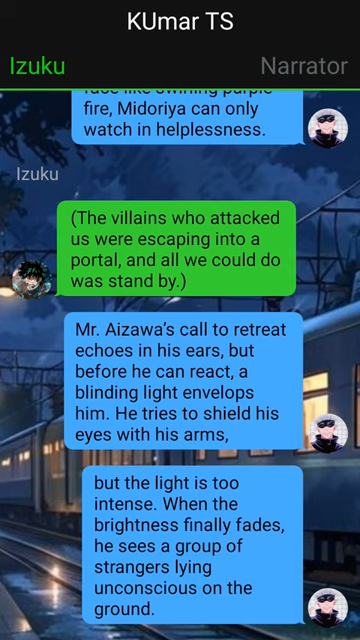 KUmar TS
Izuku
Narrator
face like swirling purple
fire, Midoriya can only
watch in helplessness.
Izuku
(The villains who attacked
us were escaping into a
portal, and all we could do
was stand by.)
Mr. Aizawa’s call to retreat
echoes in his ears, but
before he can react, a
blinding light envelops
him. He tries to shield his
eyes with his arms,
but the light is too
intense. When the
brightness finally fades,
he sees a group of
strangers lying
unconscious on the
ground.